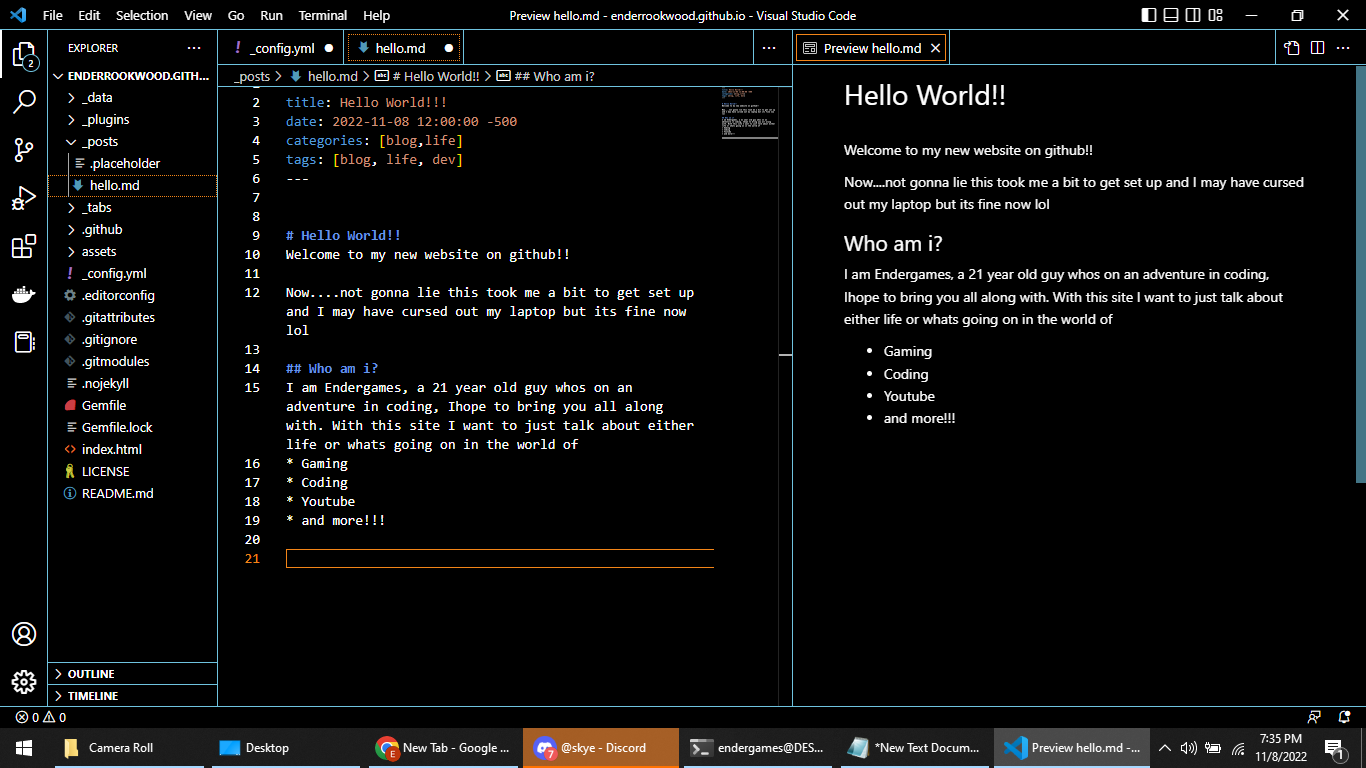 File Edit Selection View Go Run Terminal Help Preview hello.md - enderrookwood.github.io - Visual Studio Code
2
EXPLORER
ENDERROOKWOOD.GITH...
_data
_plugins
_posts
.placeholder
hello.md
_tabs
.github
assets
_config.yml
.editorconfig
.gitattributes
.gitignore
.gitmodules
.nojekyll
Gemfile
Gemfile.lock
index.html
LICENSE
README.md
OUTLINE
TIMELINE
_config.yml hello.md
_posts > hello.md > # Hello World!! > ## Who am i?
2 title: Hello World!!!
3 date: 2022-11-08 12:00:00 -500
4 categories: [blog,life]
5 tags: [blog, life, dev]
6 ---
7
8
9 # Hello World!!
10 Welcome to my new website on github!!
11
12 Now....not gonna lie this took me a bit to get set up
and I may have cursed out my laptop but its fine now
lol
13
14 ## Who am i?
15 I am Endergames, a 21 year old guy whos on an
adventure in coding, Ihope to bring you all along
with. With this site I want to just talk about either
life or whats going on in the world of
16 * Gaming
17 * Coding
18 * Youtube
19 * and more!!!
20
21
Preview hello.md
Hello World!!
Welcome to my new website on github!!
Now....not gonna lie this took me a bit to get set up and I may have cursed
out my laptop but its fine now lol
Who am i?
I am Endergames, a 21 year old guy whos on an adventure in coding,
Ihope to bring you all along with. With this site I want to just talk about
either life or whats going on in the world of
• Gaming
• Coding
• Youtube
• and more!!!
0 0
Camera Roll Desktop New Tab - Google ... @skye - Discord endergames@DES... *New Text Docum... Preview hello.md -...
E
7
7:35 PM
11/8/2022
1